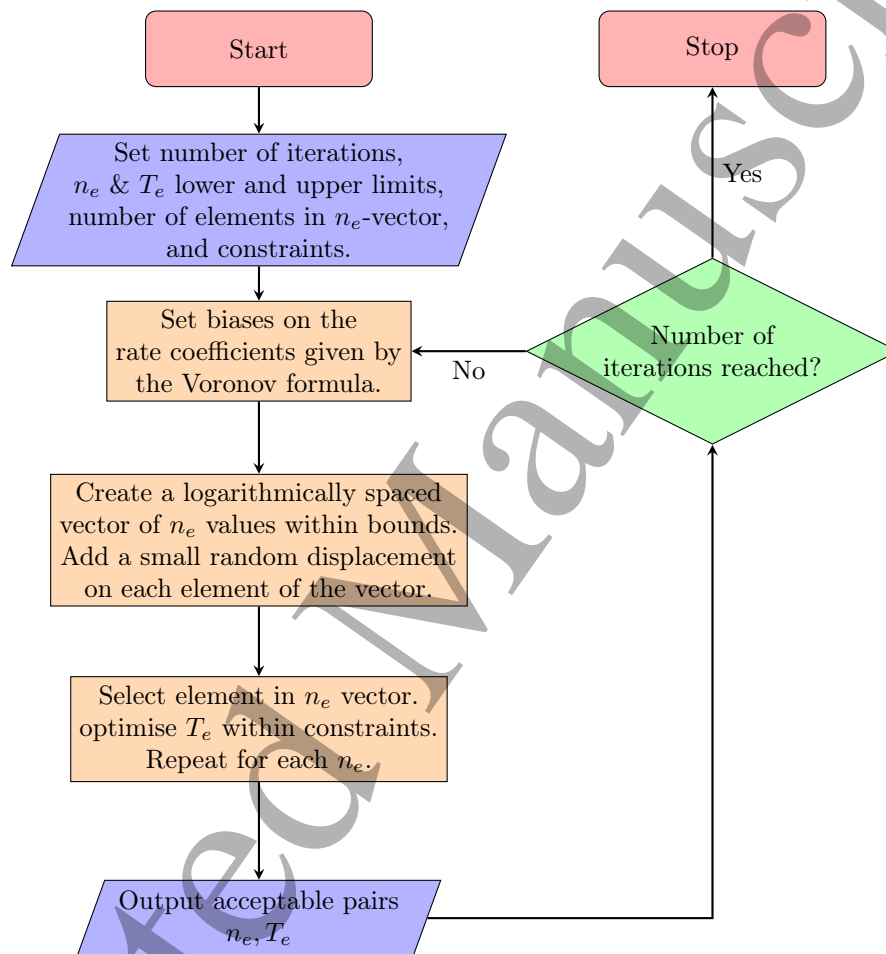 Start
Set number of iterations,
n_e & T_e lower and upper limits,
number of elements in n_e-vector,
and constraints.
Set biases on the
rate coefficients given by
the Voronov formula.
Create a logarithmically spaced
vector of n_e values within bounds.
Add a small random displacement
on each element of the vector.
Select element in n_e vector.
optimise T_e within constraints.
Repeat for each n_e.
Output acceptable pairs
n_e, T_e
Number of
iterations reached?
No
Yes
Stop
ted Manusc